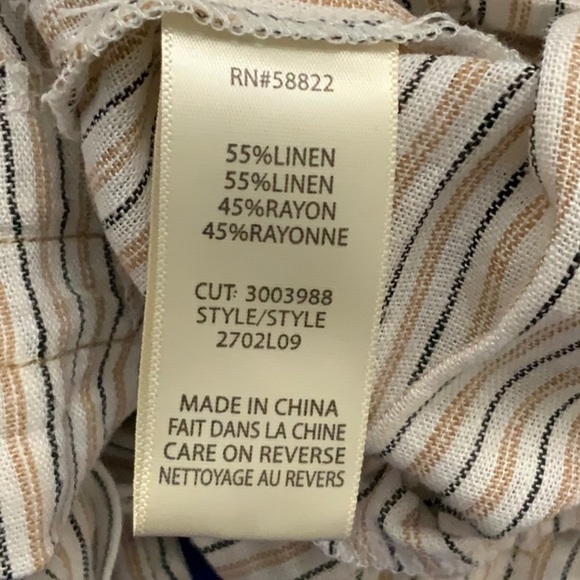 RN#58822
55%LINEN
55%LINEN
45%RAYON
45%RAYONNE
CUT: 3003988
STYLE/STYLE
2702L09
MADE IN CHINA
FAIT DANS LA CHINE
CARE ON REVERSE
NETTOYAGE AU REVERS